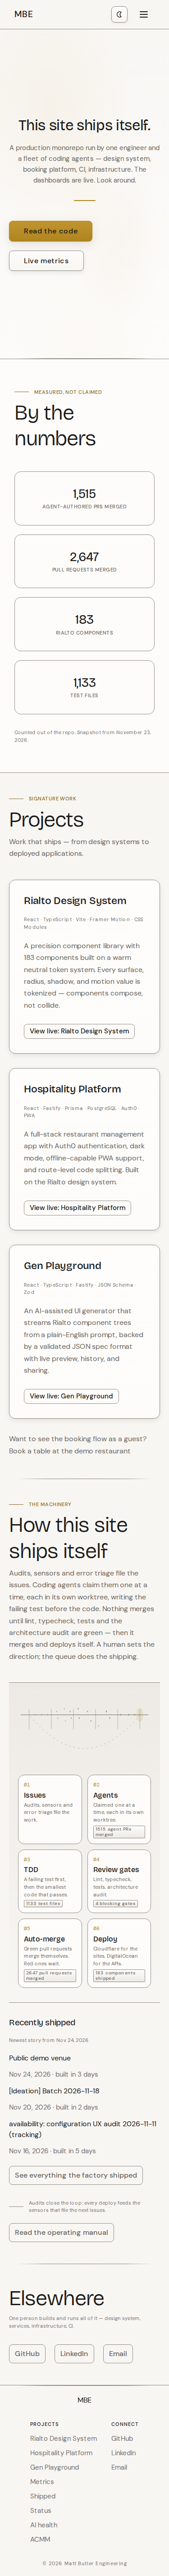 MBE
This site ships itself.
A production monorepo run by one engineer and
a fleet of coding agents — design system,
booking platform, CI, infrastructure. The
dashboards are live. Look around.
Read the code
Live metrics
MEASURED, NOT CLAIMED
By the
numbers
1,515
AGENT-AUTHORED PRS MERGED
2,647
PULL REQUESTS MERGED
183
RIALTO COMPONENTS
1,133
TEST FILES
Counted out of the repo. Snapshot from November 23,
2026.
SIGNATURE WORK
Projects
Work that ships — from design systems to
deployed applications.
Rialto Design System
React · TypeScript · Vite · Framer Motion · CSS
Modules
A precision component library with
183 components built on a warm
neutral token system. Every surface,
radius, shadow, and motion value is
tokenized — components compose,
not collide.
View live: Rialto Design System
Hospitality Platform
React · Fastify · Prisma · PostgreSQL · Auth0 ·
PWA
A full-stack restaurant management
app with Auth0 authentication, dark
mode, offline-capable PWA support,
and route-level code splitting. Built
on the Rialto design system.
View live: Hospitality Platform
Gen Playground
React · TypeScript · Fastify · JSON Schema ·
Zod
An AI-assisted UI generator that
streams Rialto component trees
from a plain-English prompt, backed
by a validated JSON spec format
with live preview, history, and
sharing.
View live: Gen Playground
Want to see the booking flow as a guest?
Book a table at the demo restaurant
THE MACHINERY
How this site
ships itself
Audits, sensors and error triage file the
issues. Coding agents claim them one at a
time, each in its own worktree, writing the
failing test before the code. Nothing merges
until lint, typecheck, tests and the
architecture audit are green — then it
merges and deploys itself. A human sets the
direction; the queue does the shipping.
01
Issues
Audits, sensors and
error triage file the
work.
02
Agents
Claimed one at a
time, each in its own
worktree.
1515 agent PRs
merged
03
TDD
A failing test first,
then the smallest
code that passes.
1133 test files
04
Review gates
Lint, typecheck,
tests, architecture
audit.
4 blocking gates
05
Auto-merge
Green pull requests
merge themselves.
Red ones wait.
2647 pull requests
merged
06
Deploy
Cloudflare for the
sites, DigitalOcean
for the APIs.
183 components
shipped
Recently shipped
Newest story from Nov 24, 2026
Public demo venue
Nov 24, 2026 · built in 3 days
[Ideation] Batch 2026-11-18
Nov 20, 2026 · built in 2 days
availability: configuration UX audit 2026-11-11
(tracking)
Nov 16, 2026 · built in 5 days
See everything the factory shipped
Audits close the loop: every deploy feeds the
sensors that file the next issues.
Read the operating manual
Elsewhere
One person builds and runs all of it — design system,
services, infrastructure, CI.
GitHub
LinkedIn
Email
MBE
PROJECTS
Rialto Design System
Hospitality Platform
Gen Playground
Metrics
Shipped
Status
AI health
ACMM
CONNECT
GitHub
LinkedIn
Email
© 2026 Matt Butler Engineering